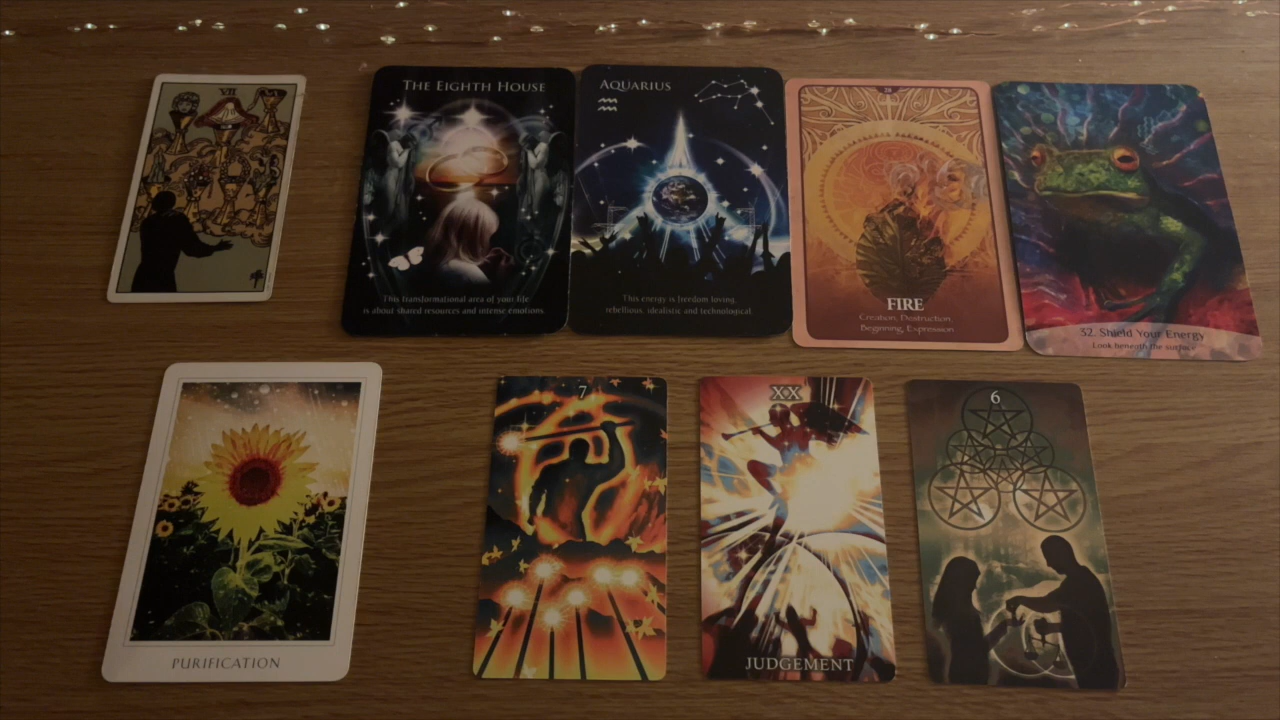 VII
THE EIGHTH HOUSE
This transformational area of your life
is about shared resources and intense emotions.
AQUARIUS
This energy is freedom loving,
rebellious, idealistic and technological.
FIRE
Creation, Destruction,
Beginning, Expression
32. Shield Your Energy
Look beneath the surface
PURIFICATION
7
XX
JUDGEMENT
6